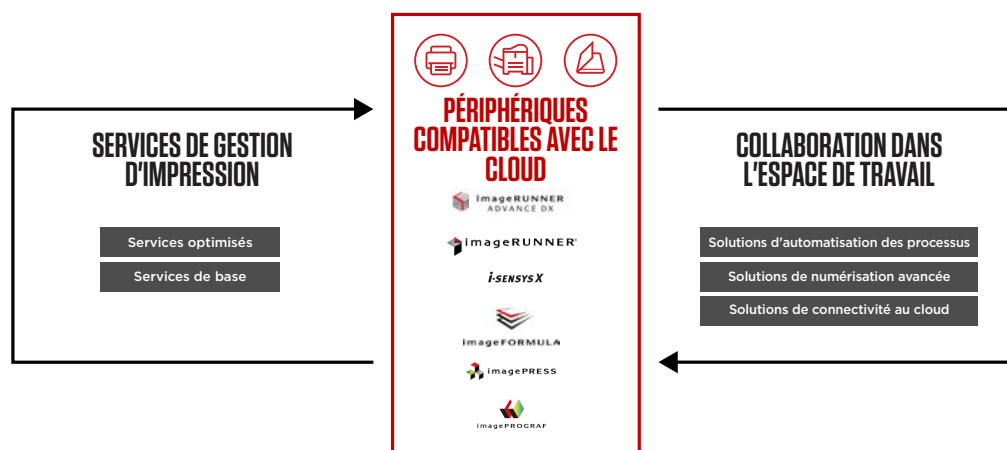 SERVICES DE GESTION
D'IMPRESSION
Services optimisés
Services de base
PÉRIPHÉRIQUES
COMPATIBLES AVEC LE
CLOUD
imageRUNNER
ADVANCE DX
imageRUNNER®
i-SENSYS X
imageFORMULA
imagePRESS
imagePROGRAF
COLLABORATION DANS
L'ESPACE DE TRAVAIL
Solutions d'automatisation des processus
Solutions de numérisation avancée
Solutions de connectivité au cloud